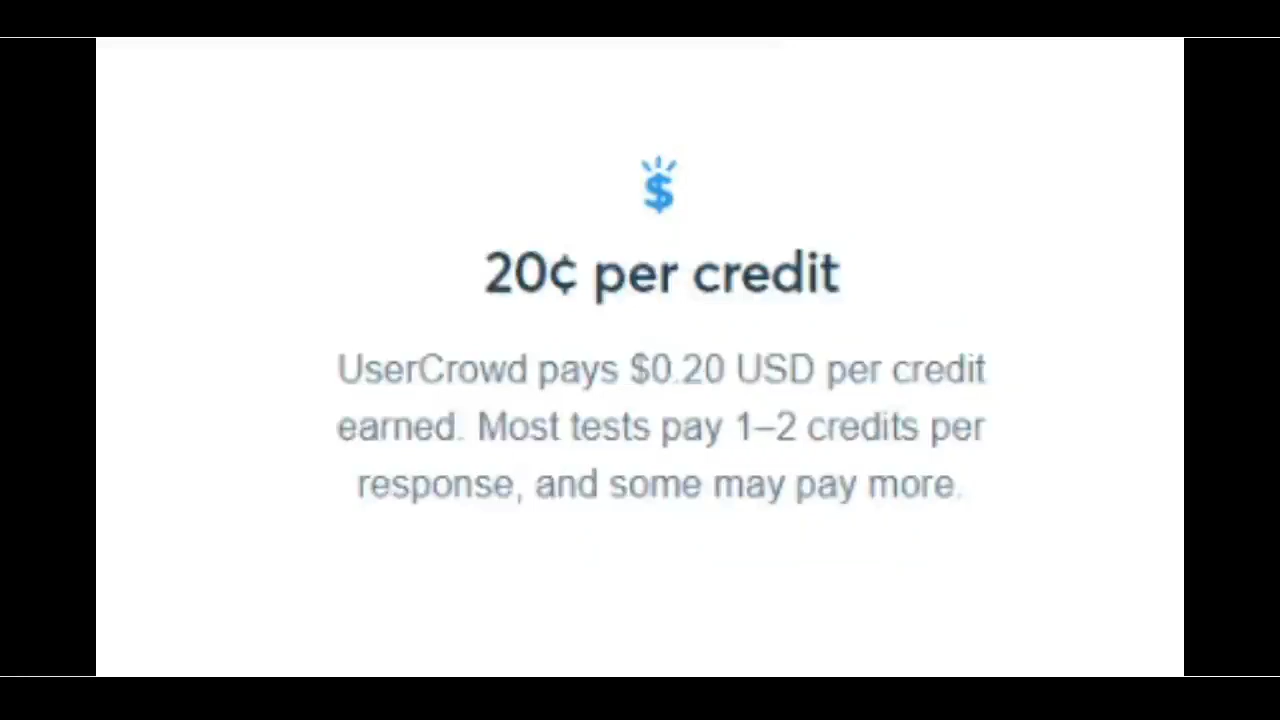 $
20¢ per credit
UserCrowd pays $0.20 USD per credit
earned. Most tests pay 1–2 credits per
response, and some may pay more.